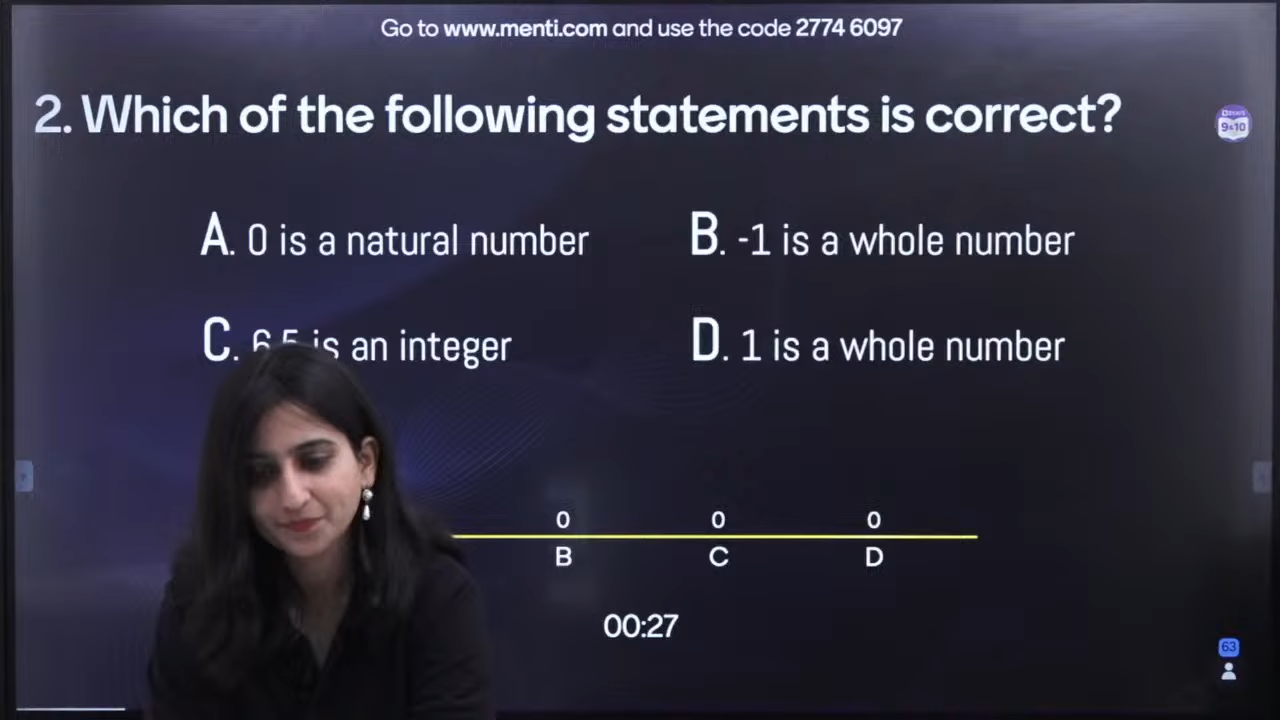 Go to www.menti.com and use the code 2774 6097
2. Which of the following statements is correct?
9&10
A. 0 is a natural number
B. -1 is a whole number
C. 6.5 is an integer
D. 1 is a whole number
0 0 0
B C D
00:27
63